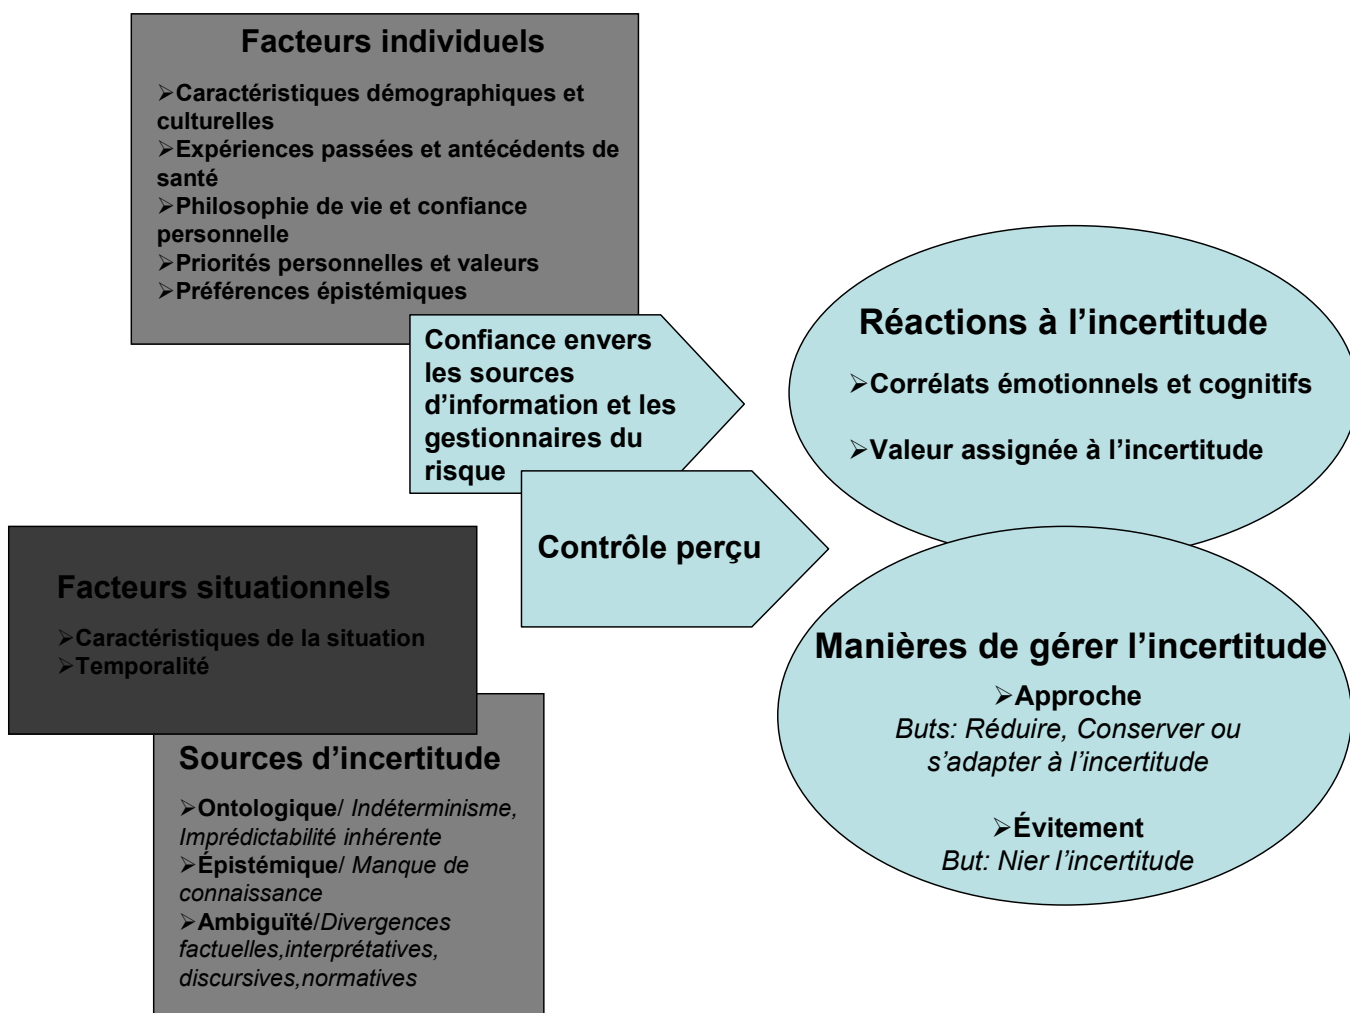 Facteurs individuels
➢Caractéristiques démographiques et
culturelles
➢Expériences passées et antécédents de
santé
➢Philosophie de vie et confiance
personnelle
➢Priorités personnelles et valeurs
➢Préférences épistémiques
Confiance envers
les sources
d’information et les
gestionnaires du
risque
Contrôle perçu
Réactions à l’incertitude
➢Corrélats émotionnels et cognitifs
➢Valeur assignée à l’incertitude
Facteurs situationnels
➢Caractéristiques de la situation
➢Temporalité
Manières de gérer l’incertitude
➢Approche
Buts: Réduire, Conserver ou
s’adapter à l’incertitude
➢Évitement
But: Nier l’incertitude
Sources d’incertitude
➢Ontologique/ Indéterminisme,
Imprédictabilité inhérente
➢Épistémique/ Manque de
connaissance
➢Ambiguïté/Divergences
factuelles,interprétatives,
discursives,normatives